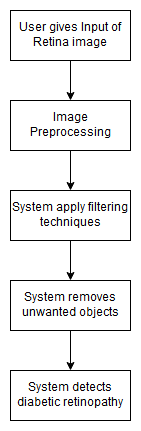 User gives Input of
Retina image
Image
Preprocessing
System apply filtering
techniques
System removes
unwanted objects
System detects
diabetic retinopathy